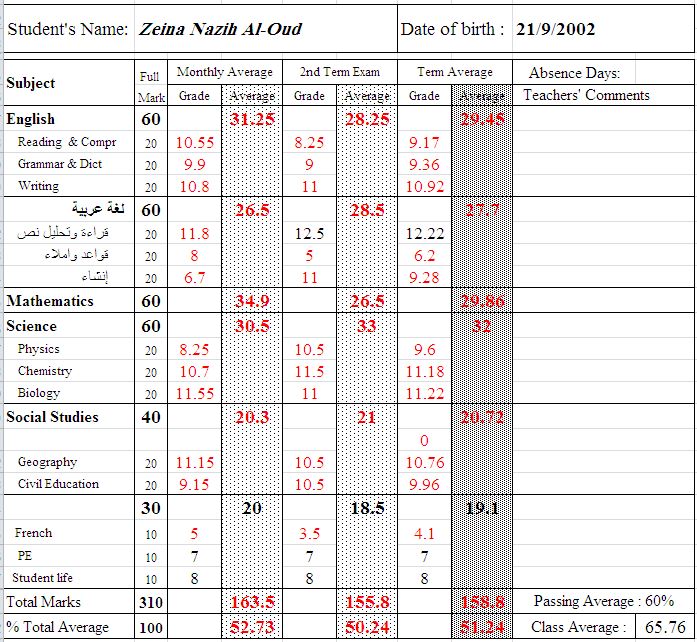 Student's Name: Zeina Nazih Al-Oud Date of birth : 21/9/2002
Subject Full Mark Monthly Average 2nd Term Exam Term Average Absence Days:
Grade Average Grade Average Grade Average Teachers' Comments
English 60 31.25 28.25 29.45
Reading & Compr 20 10.55 8.25 9.17
Grammar & Dict 20 9.9 9 9.36
Writing 20 10.8 11 10.92
لغة عربية 60 26.5 28.5 27.7
قراءة وتحليل نص 20 11.8 12.5 12.22
قواعد واملاء 20 8 5 6.2
إنشاء 20 6.7 11 9.28
Mathematics 60 34.9 26.5 29.86
Science 60 30.5 33 32
Physics 20 8.25 10.5 9.6
Chemistry 20 10.7 11.5 11.18
Biology 20 11.55 11 11.22
Social Studies 40 20.3 21 20.72
0
Geography 20 11.15 10.5 10.76
Civil Education 20 9.15 10.5 9.96
30 20 18.5 19.1
French 10 5 3.5 4.1
PE 10 7 7 7
Student life 10 8 8 8
Total Marks 310 163.5 155.8 158.8 Passing Average : 60%
% Total Average 100 52.73 50.24 51.24 Class Average : 65.76